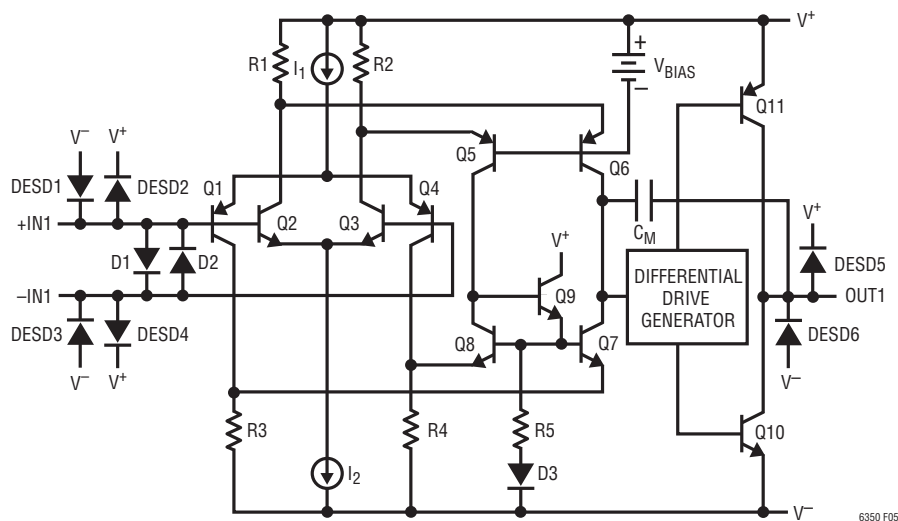 V+
R1
I1
R2
+
VBIAS
−
Q11
V− V+
Q5
Q6
DESD1
DESD2
Q1
Q4
+IN1
Q2
Q3
CM
V+
D1
D2
V+
DESD5
−IN1
Q9
DIFFERENTIAL
DRIVE
GENERATOR
OUT1
DESD3
DESD4
Q8
Q7
DESD6
V− V+
V−
R3
R4
R5
Q10
I2
D3
V−
6350 F05